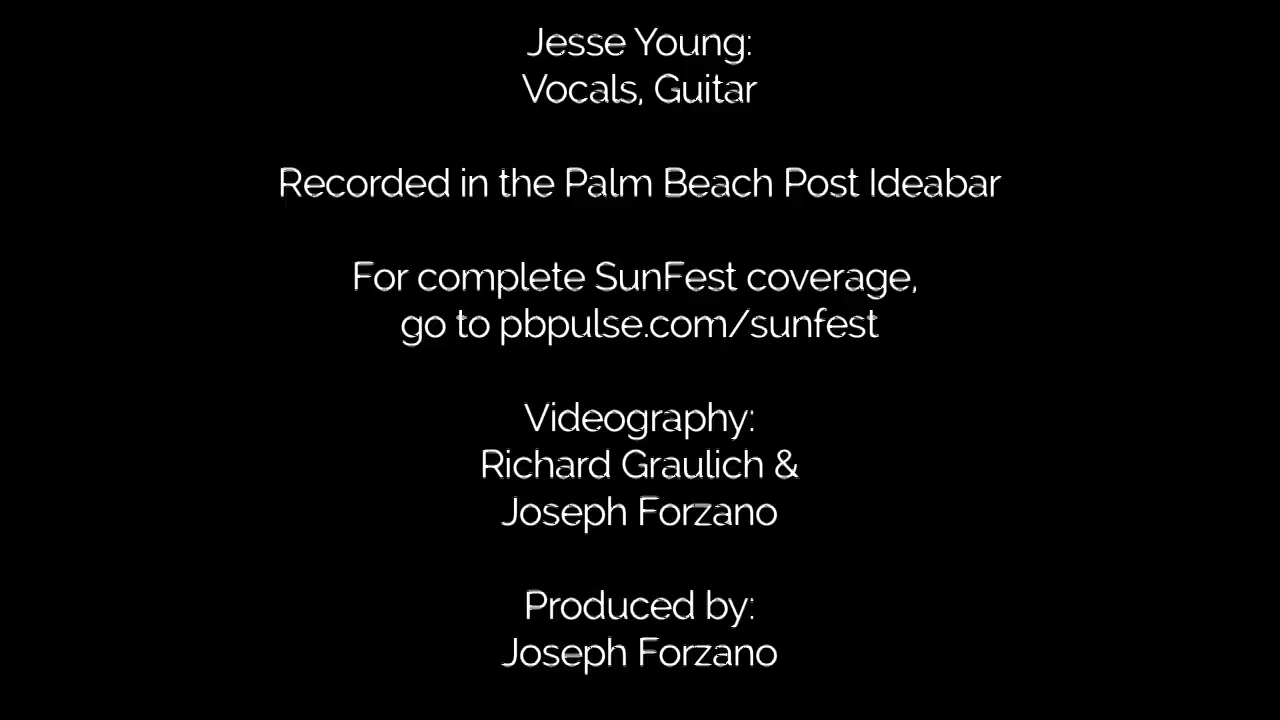 Jesse Young:
Vocals, Guitar
Recorded in the Palm Beach Post Ideabar
For complete SunFest coverage,
go to pbpulse.com/sunfest
Videography:
Richard Graulich &
Joseph Forzano
Produced by:
Joseph Forzano